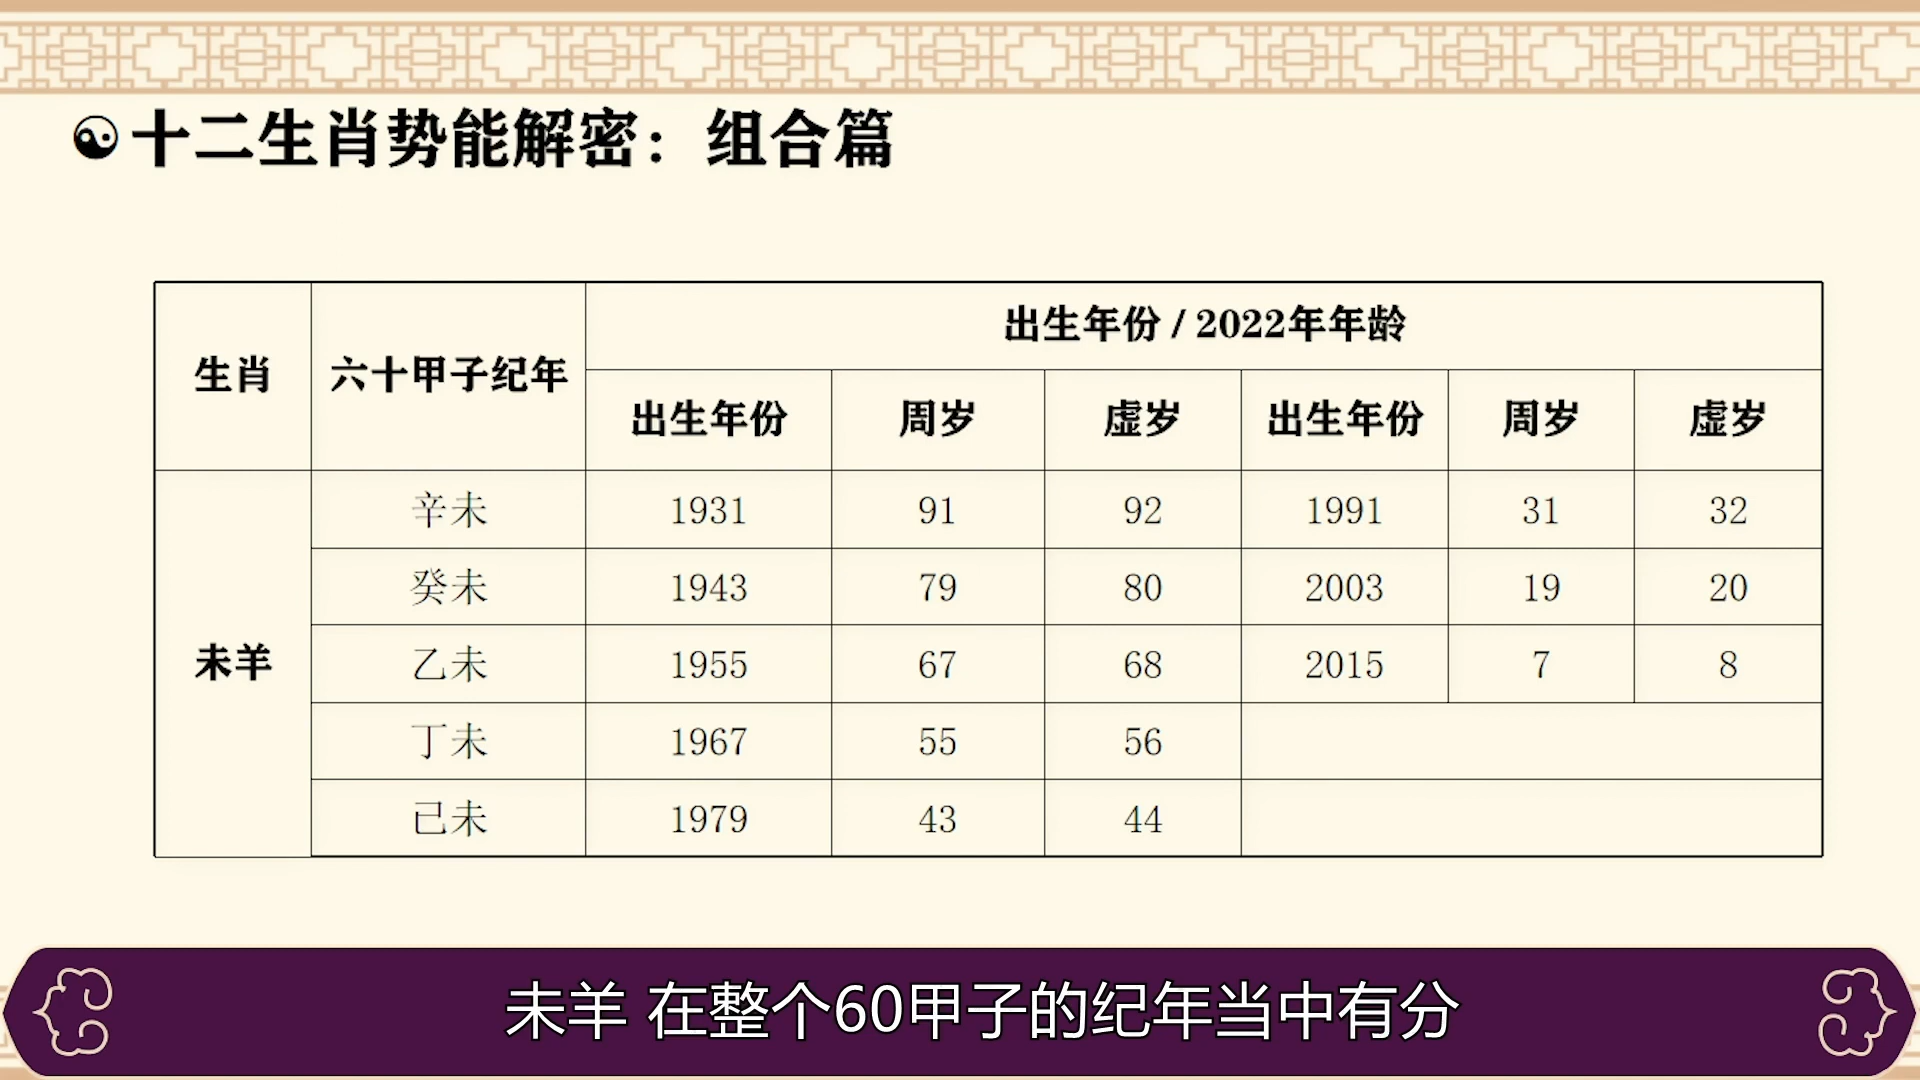 十二生肖势能解密：组合篇
生肖 六十甲子纪年 出生年份 / 2022年年龄
出生年份 周岁 虚岁 出生年份 周岁 虚岁
未羊
辛未 1931 91 92 1991 31 32
癸未 1943 79 80 2003 19 20
乙未 1955 67 68 2015 7 8
丁未 1967 55 56
已未 1979 43 44
未羊 在整个60甲子的纪年当中有分